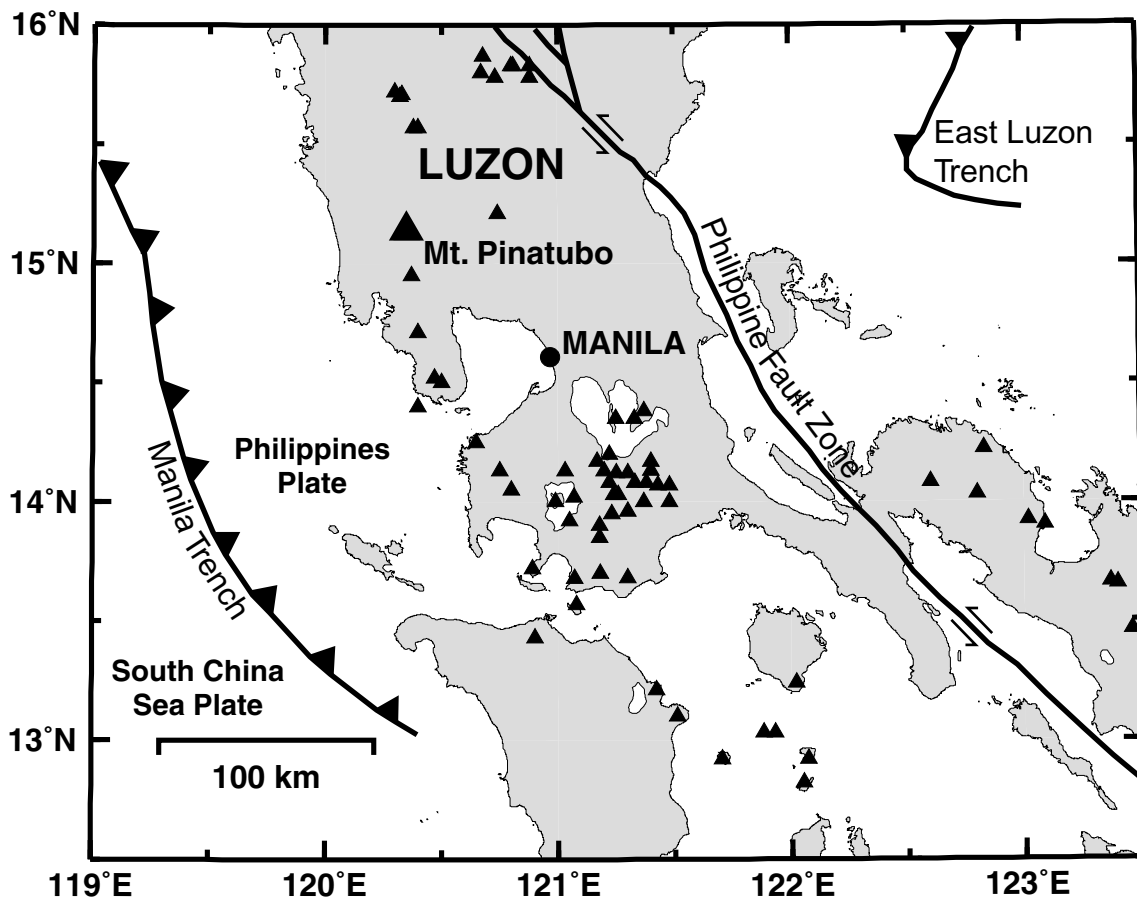 16˚N
LUZON
East Luzon
Trench
Mt. Pinatubo
15˚N
Philippine Fault Zone
MANILA
Philippines
Plate
Manila Trench
14˚N
South China
Sea Plate
13˚N
100 km
119˚E
120˚E
121˚E
122˚E
123˚E